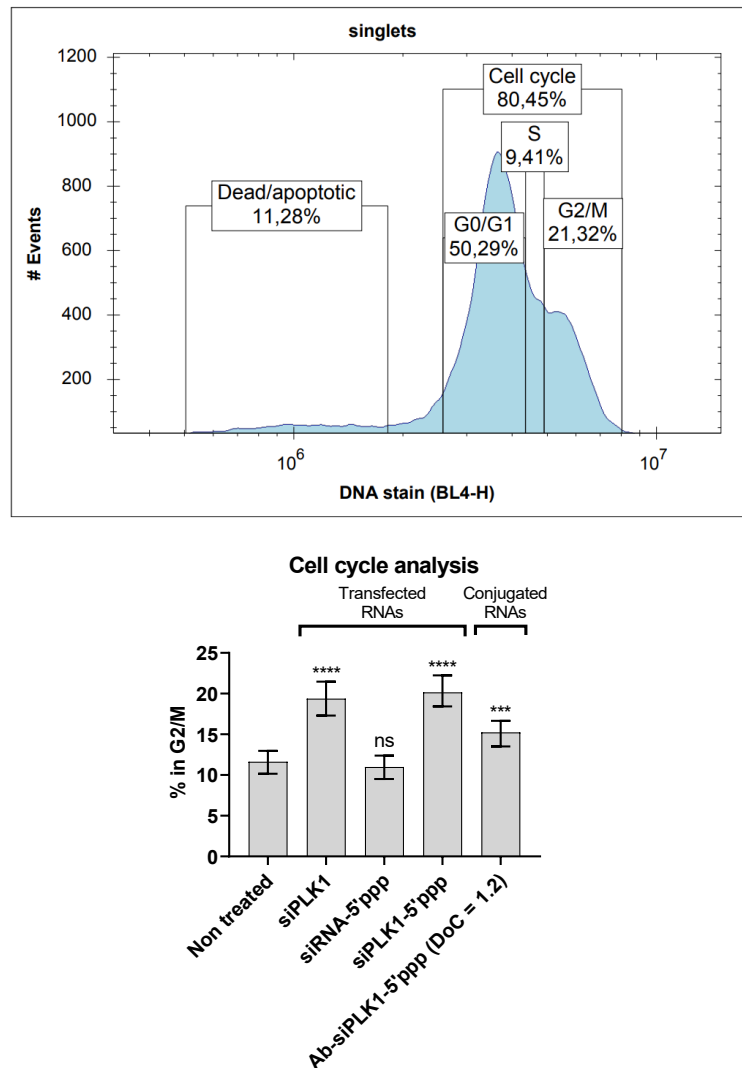 singlets
1200
1000
800
600
400
200
# Events
Cell cycle
80,45%
S
9,41%
Dead/apoptotic
11,28%
G0/G1
50,29%
G2/M
21,32%
10^6
10^7
DNA stain (BL4-H)
Cell cycle analysis
Transfected
RNAs
Conjugated
RNAs
25
20
15
10
5
0
% in G2/M
****
ns
****
***
Non treated
siPLK1
siRNA-5'ppp
siPLK1-5'ppp
Ab-siPLK1-5'ppp (DoC = 1.2)